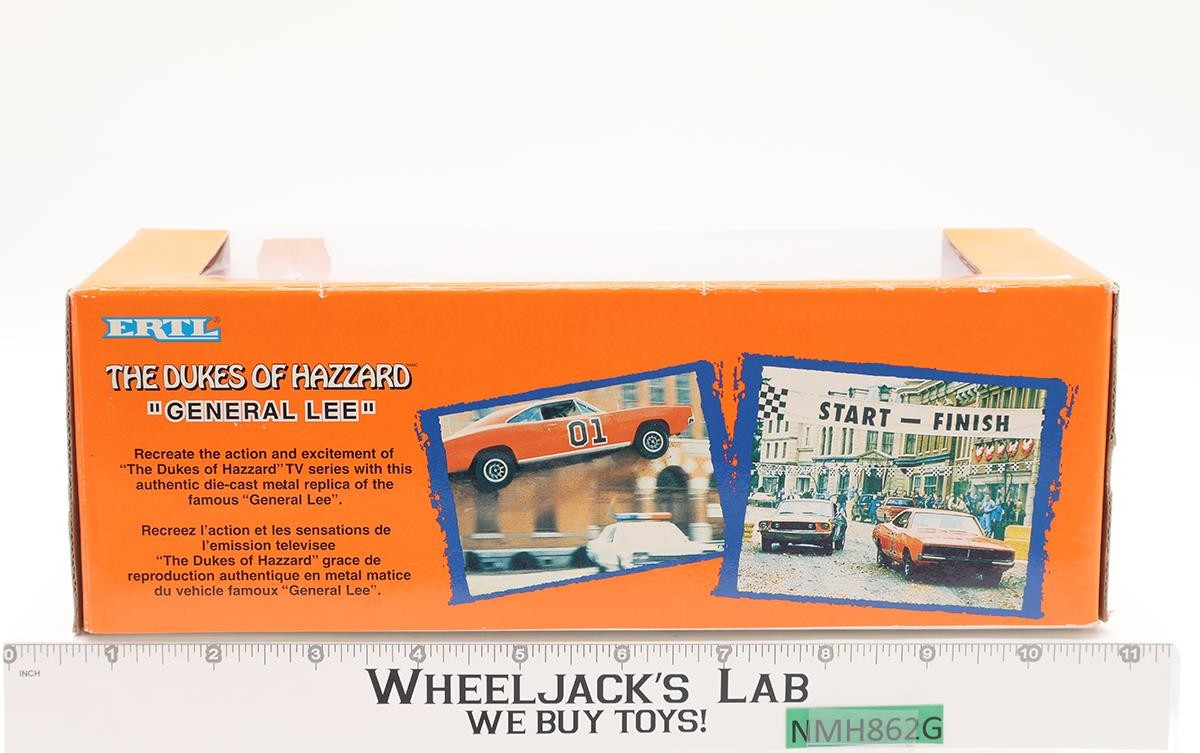 ERTL®
THE DUKES OF HAZZARD
"GENERAL LEE"
Recreate the action and excitement of
"The Dukes of Hazzard" TV series with this
authentic die-cast metal replica of the
famous "General Lee".
Recreez l'action et les sensations de
l'emission televisee
"The Dukes of Hazzard" grace de
reproduction authentique en metal matice
du vehicle famoux "General Lee".
01
START — FINISH
0 1 2 3 4 5 6 7 8 9 10 11
INCH
WHEELJACK'S LAB
WE BUY TOYS!
NMH862G